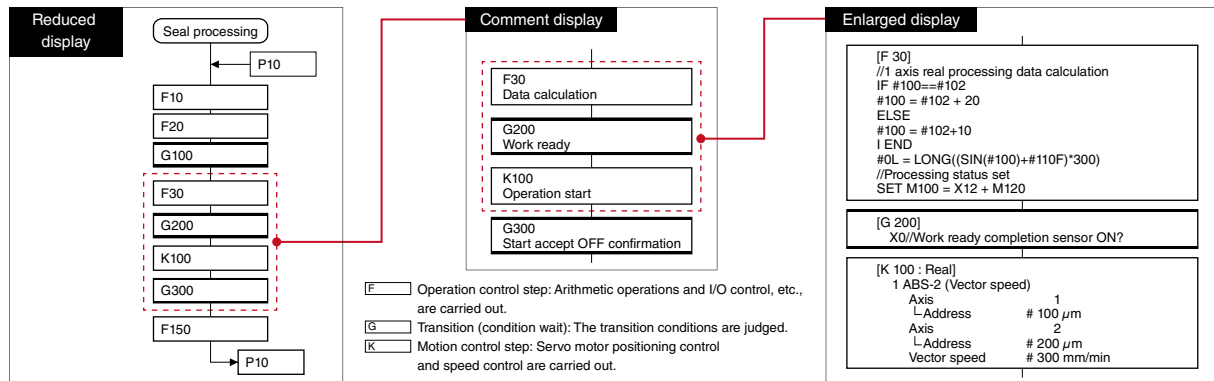 Reduced
display
Seal processing
P10
F10
F20
G100
F30
G200
K100
G300
F150
P10
Comment display
F30
Data calculation
G200
Work ready
K100
Operation start
G300
Start accept OFF confirmation
F Operation control step: Arithmetic operations and I/O control, etc.,
are carried out.
G Transition (condition wait): The transition conditions are judged.
K Motion control step: Servo motor positioning control
and speed control are carried out.
Enlarged display
[F 30]
//1 axis real processing data calculation
IF #100==#102
#100 = #102 + 20
ELSE
#100 = #102+10
I END
#0L = LONG((SIN(#100)+#110F)*300)
//Processing status set
SET M100 = X12 + M120
[G 200]
X0//Work ready completion sensor ON?
[K 100 : Real]
1 ABS-2 (Vector speed)
Axis 1
Address # 100 µm
Axis 2
Address # 200 µm
Vector speed # 300 mm/min